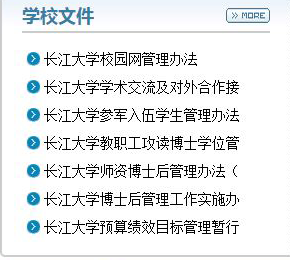 学校文件
MORE
长江大学校园网管理办法
长江大学学术交流及对外合作接
长江大学参军入伍学生管理办法
长江大学教职工攻读博士学位管
长江大学师资博士后管理办法（
长江大学博士后管理工作实施办
长江大学预算绩效目标管理暂行